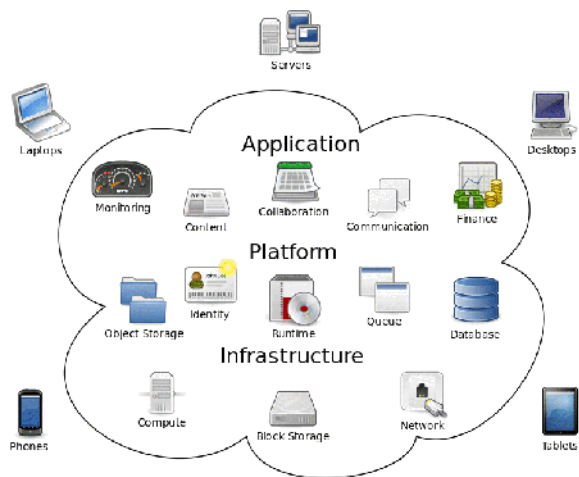 Servers
Laptops
Desktops
Application
Monitoring
Content
Collaboration
Communication
Finance
Platform
Object Storage
Identity
Runtime
Queue
Database
Infrastructure
Compute
Block Storage
Network
Phones
Tablets